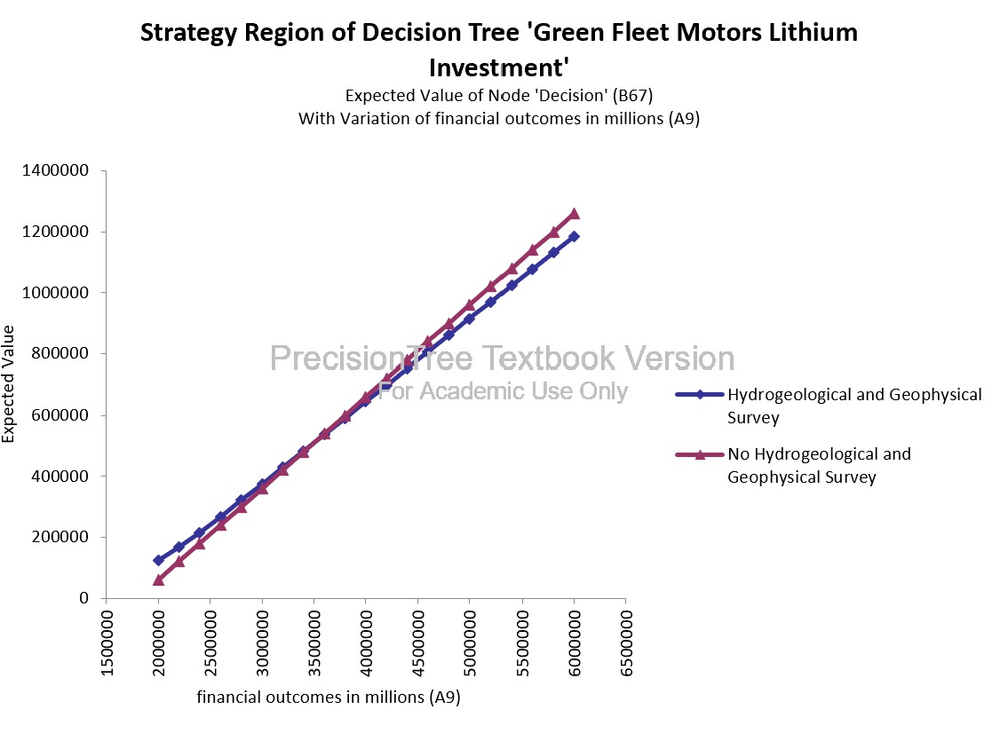 Strategy Region of Decision Tree 'Green Fleet Motors Lithium
Investment'
Expected Value of Node 'Decision' (B67)
With Variation of financial outcomes in millions (A9)
1400000
1200000
1000000
800000
600000
400000
200000
0
Expected Value
1500000
2000000
2500000
3000000
3500000
4000000
4500000
5000000
5500000
6000000
6500000
financial outcomes in millions (A9)
PrecisionTree Textbook Version
For Academic Use Only
Hydrogeological and Geophysical
Survey
No Hydrogeological and
Geophysical Survey